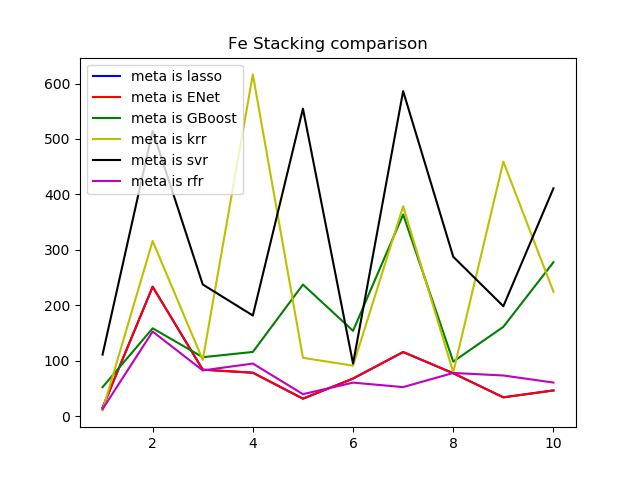 Fe Stacking comparison
meta is lasso
meta is ENet
meta is GBoost
meta is krr
meta is svr
meta is rfr
600
500
400
300
200
100
0
2 4 6 8 10